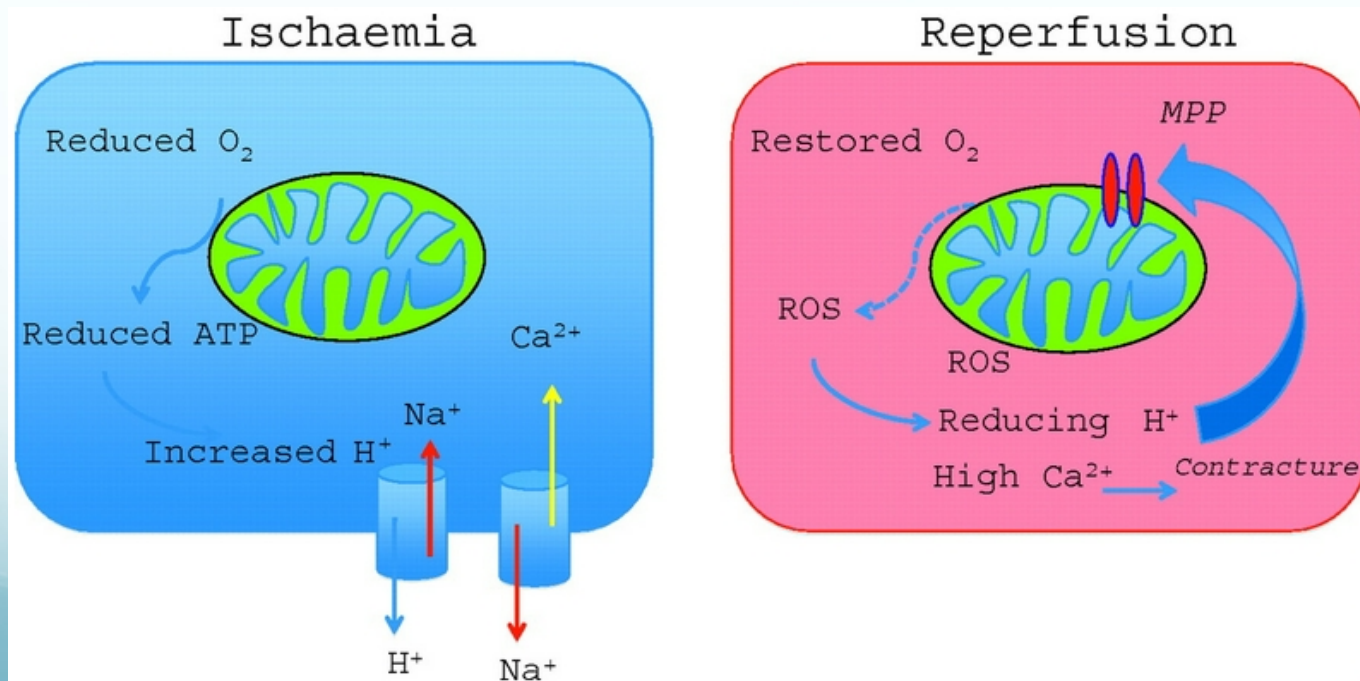 Ischaemia
Reduced O₂
Reduced ATP
Ca²⁺
Na⁺
Increased H⁺
H⁺
Na⁺
Reperfusion
MPP
Restored O₂
ROS
ROS
Reducing H⁺
High Ca²⁺
Contracture